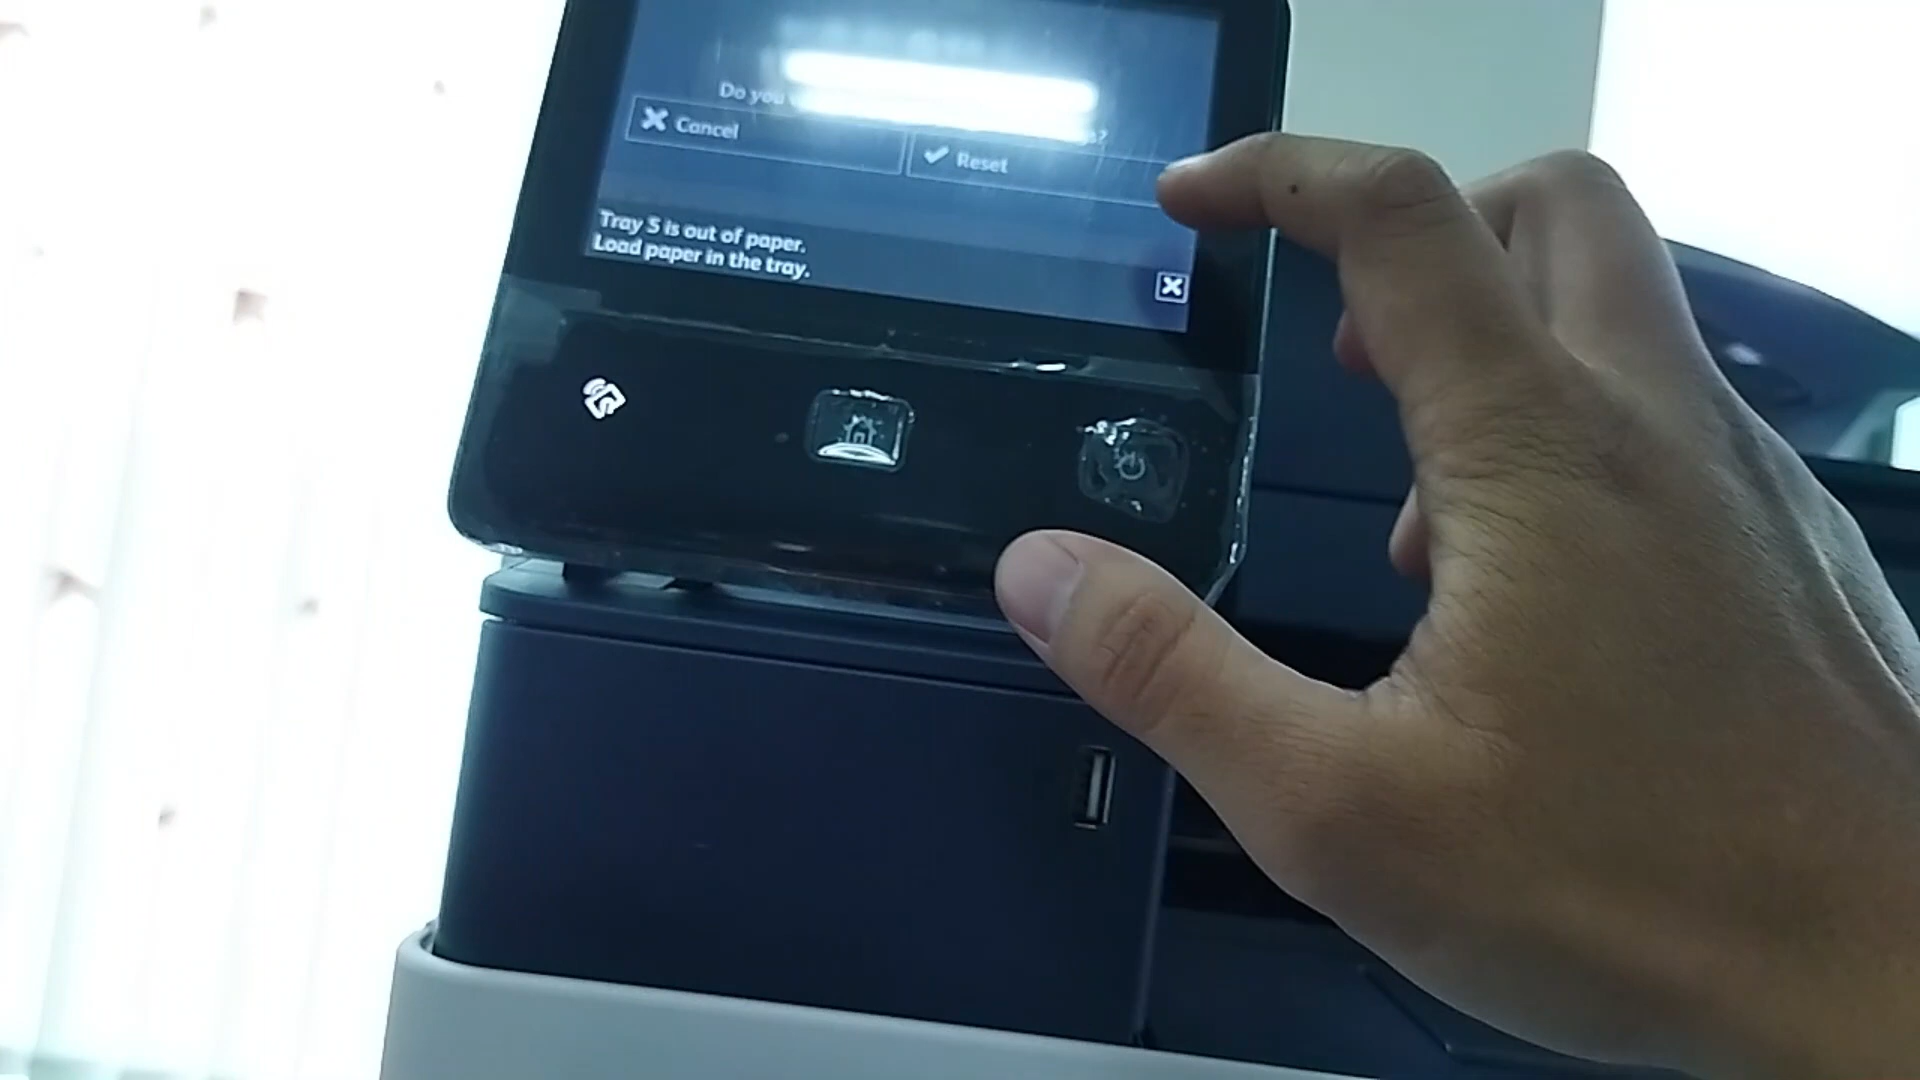 Do you
Cancel
Reset
Tray 5 is out of paper.
Load paper in the tray.